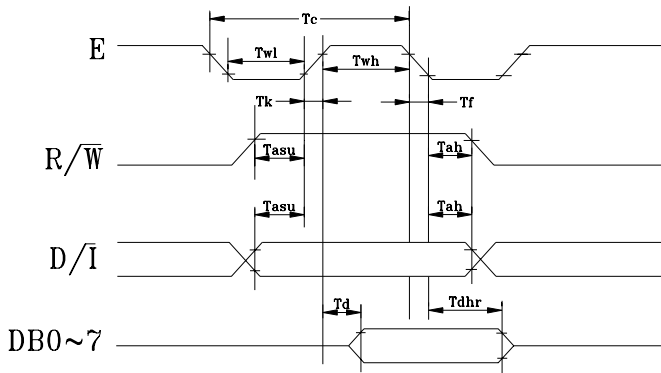 Tc
E
Twl
Twh
Tk
Tf
R/W̅
Tasu
Tah
Tasu
Tah
D/I̅
Td
Tdhr
DB0~7